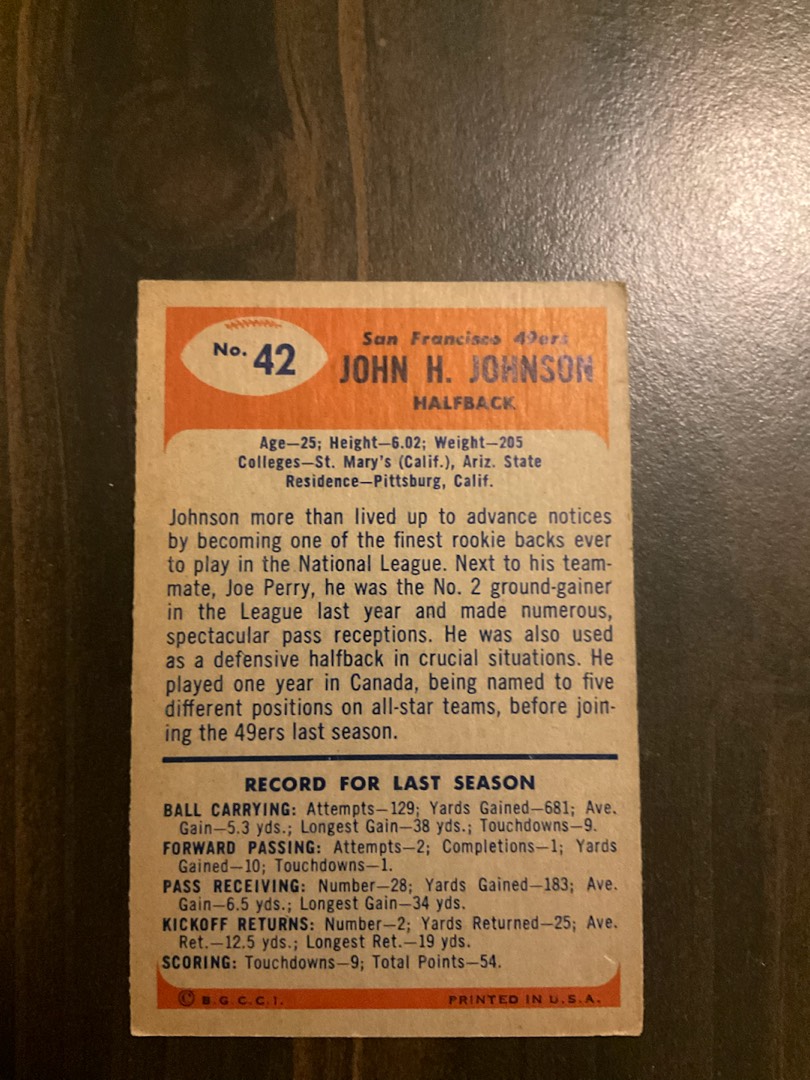 No. 42
San Francisco 49ers
JOHN H. JOHNSON
HALFBACK
Age—25; Height—6.02; Weight—205
Colleges—St. Mary's (Calif.), Ariz. State
Residence—Pittsburg, Calif.
Johnson more than lived up to advance notices
by becoming one of the finest rookie backs ever
to play in the National League. Next to his team-
mate, Joe Perry, he was the No. 2 ground-gainer
in the League last year and made numerous,
spectacular pass receptions. He was also used
as a defensive halfback in crucial situations. He
played one year in Canada, being named to five
different positions on all-star teams, before join-
ing the 49ers last season.
RECORD FOR LAST SEASON
BALL CARRYING: Attempts—129; Yards Gained—681; Ave.
Gain—5.3 yds.; Longest Gain—38 yds.; Touchdowns—9.
FORWARD PASSING: Attempts—2; Completions—1; Yards
Gained—10; Touchdowns—1.
PASS RECEIVING: Number—28; Yards Gained—183; Ave.
Gain—6.5 yds.; Longest Gain—34 yds.
KICKOFF RETURNS: Number—2; Yards Returned—25; Ave.
Ret.—12.5 yds.; Longest Ret.—19 yds.
SCORING: Touchdowns—9; Total Points—54.
© B.G.C.C.I.
PRINTED IN U.S.A.